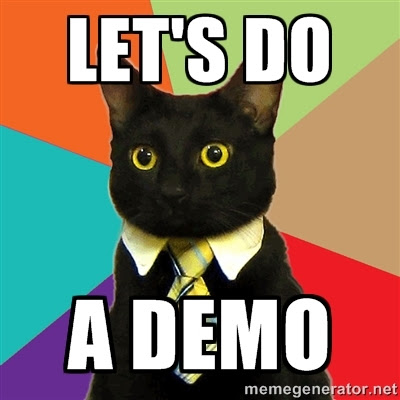 LET'S DO
A DEMO
memegenerator.net